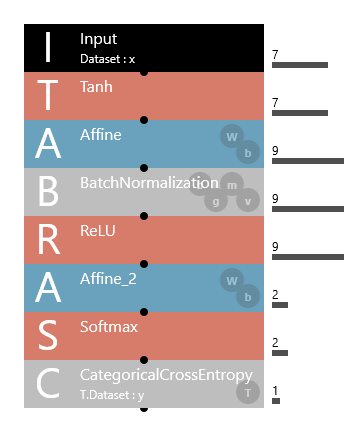 I Input 7
Dataset : x
T Tanh 7
A Affine W b 9
B BatchNormalization m g v 9
R ReLU 9
A Affine_2 W b 2
S Softmax 2
C CategoricalCrossEntropy T 1
T.Dataset : y